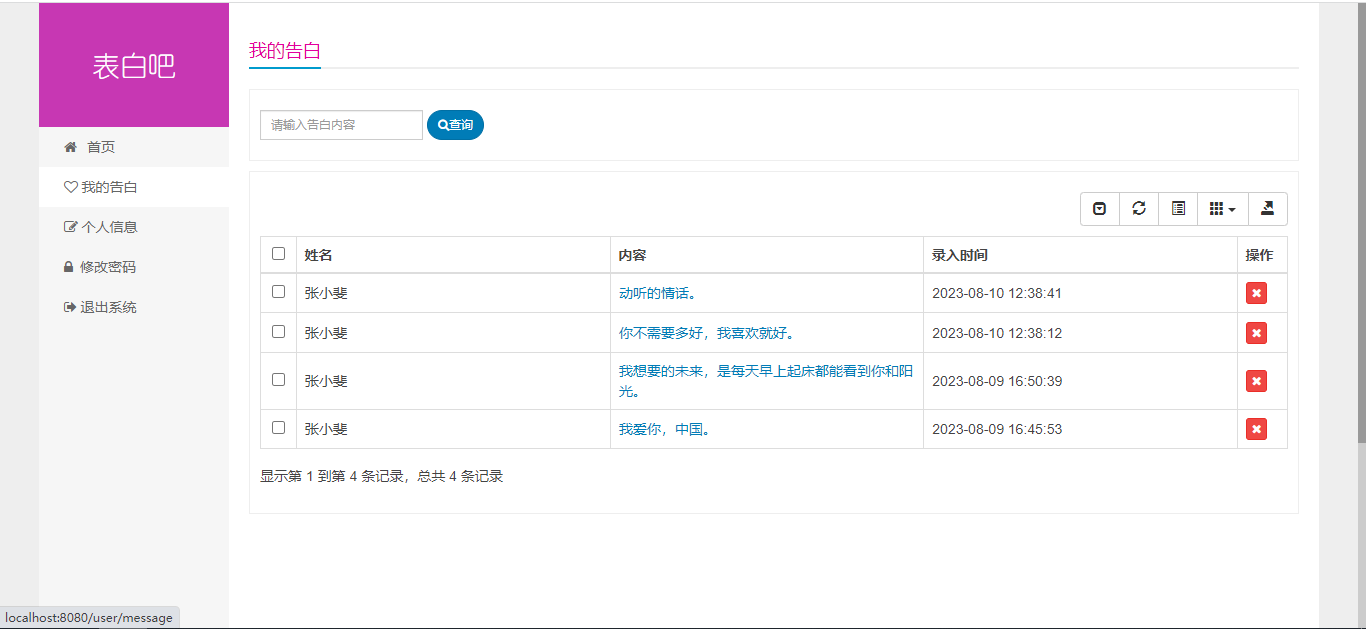 表白吧
首页
我的告白
个人信息
修改密码
退出系统
我的告白
请输入告白内容 查询
姓名 内容 录入时间 操作
张小斐 动听的情话。 2023-08-10 12:38:41
张小斐 你不需要多好，我喜欢就好。 2023-08-10 12:38:12
张小斐 我想要的未来，是每天早上起床都能看到你和阳
光。 2023-08-09 16:50:39
张小斐 我爱你，中国。 2023-08-09 16:45:53
显示第 1 到第 4 条记录，总共 4 条记录
localhost:8080/user/message